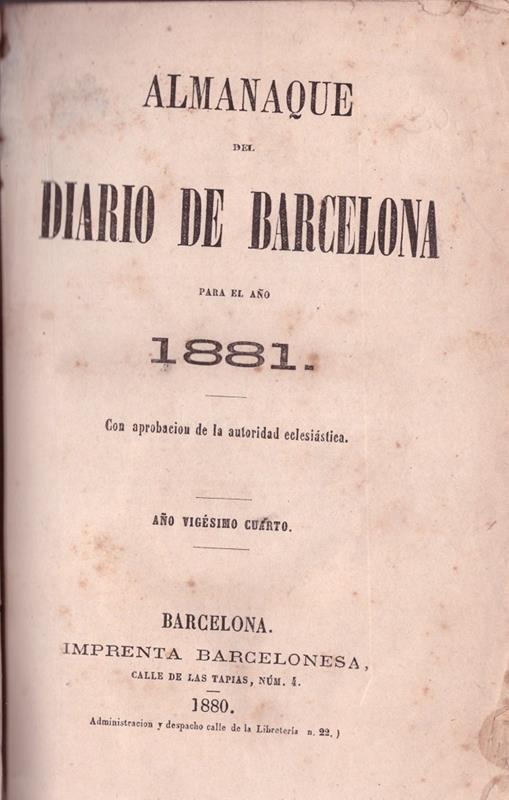 ALMANAQUE
DEL
DIARIO DE BARCELONA
PARA EL AÑO
1881.
Con aprobacion de la autoridad eclesiástica.
AÑO VIGÉSIMO CUARTO.
BARCELONA.
IMPRENTA BARCELONESA,
CALLE DE LAS TAPIAS, NÚM. 4.
1880.
Administracion y despacho calle de la Libretería n. 22. )